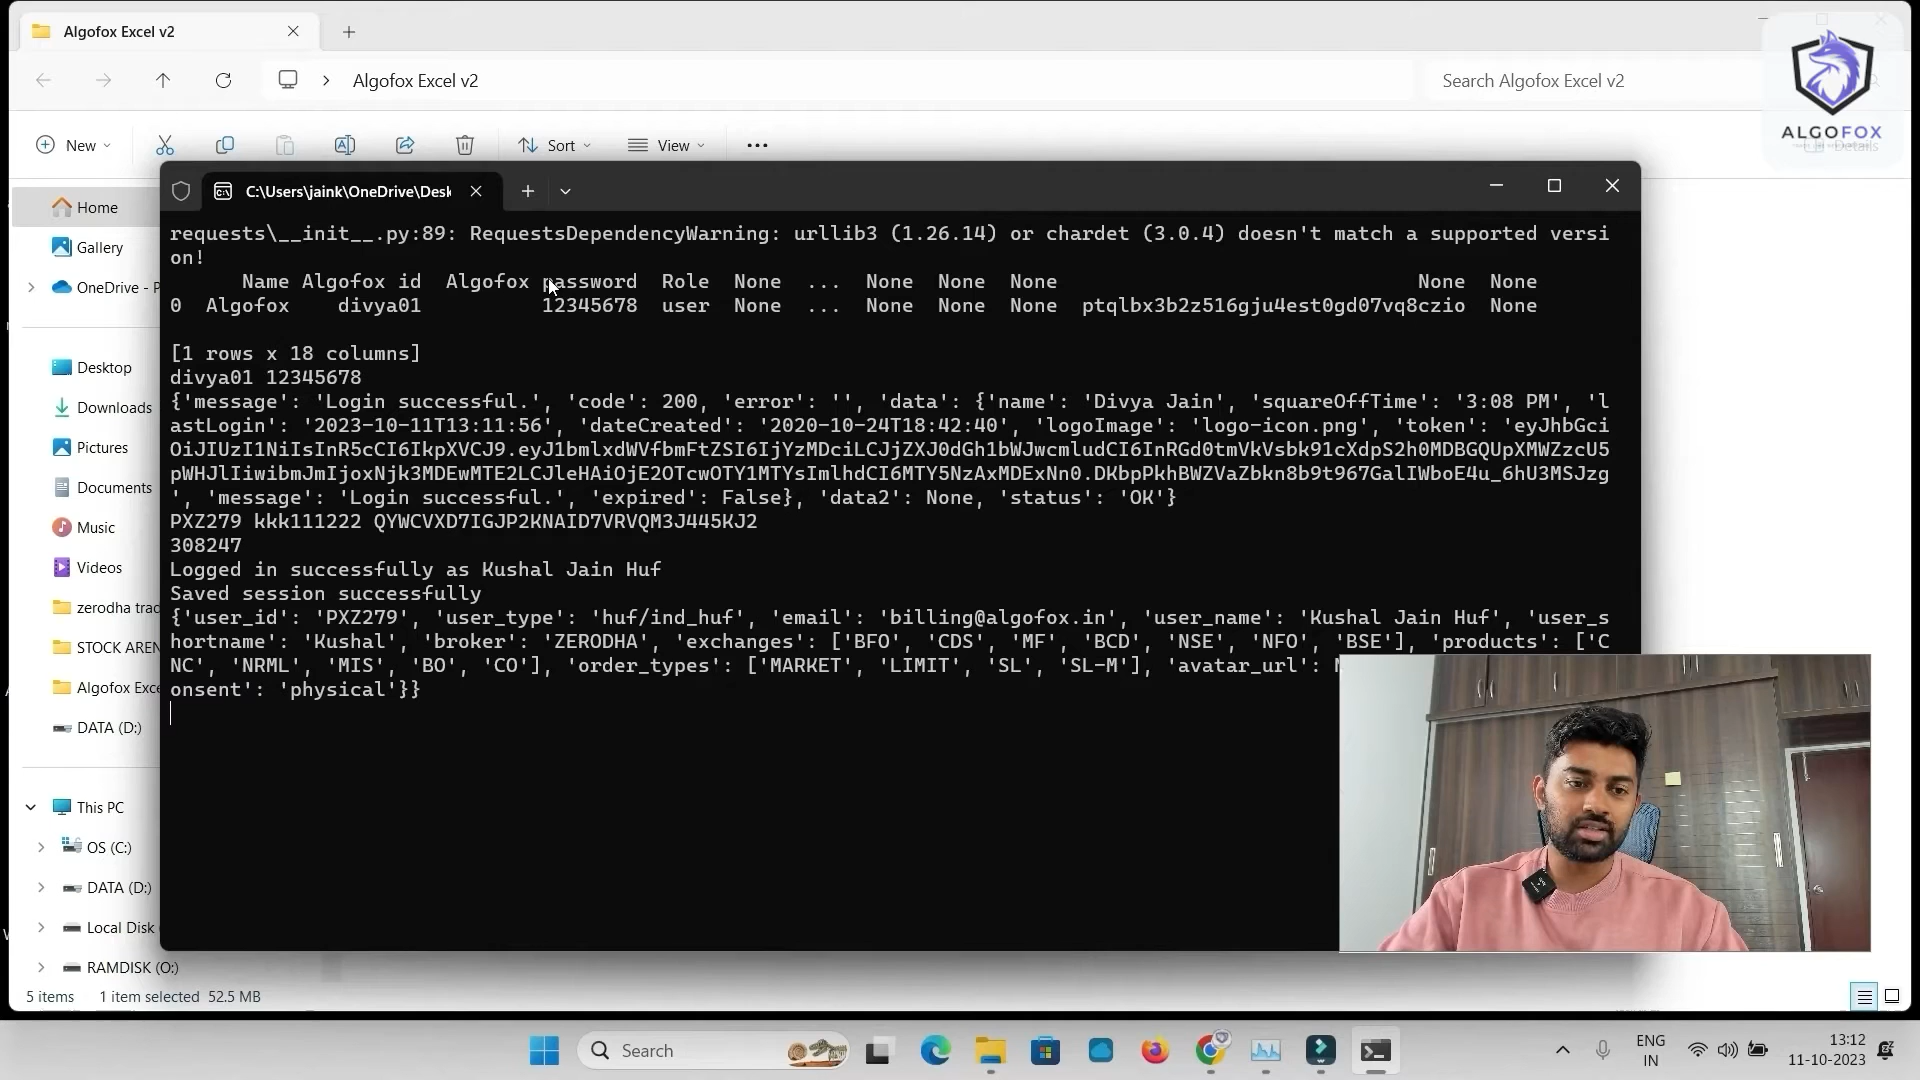 Algofox Excel v2
Algofox Excel v2
Search Algofox Excel v2
ALGOFOX
New
Sort
View
Details
C:\Users\jaink\OneDrive\Desk
Home
Gallery
OneDrive - P
Desktop
Downloads
Pictures
Documents
Music
Videos
zerodha trad
STOCK AREN
Algofox Exce
DATA (D:)
This PC
OS (C:)
DATA (D:)
Local Disk
RAMDISK (O:)
requests\__init__.py:89: RequestsDependencyWarning: urllib3 (1.26.14) or chardet (3.0.4) doesn't match a supported versi
on!
Name Algofox id Algofox password Role None ... None None None None None
0 Algofox divya01 12345678 user None ... None None None ptqlbx3b2z516gju4est0gd07vq8czio None
[1 rows x 18 columns]
divya01 12345678
{'message': 'Login successful.', 'code': 200, 'error': '', 'data': {'name': 'Divya Jain', 'squareOffTime': '3:08 PM', 'l
astLogin': '2023-10-11T13:11:56', 'dateCreated': '2020-10-24T18:42:40', 'logoImage': 'logo-icon.png', 'token': 'eyJhbGci
OiJIUzI1NiIsInR5cCI6IkpXVCJ9.eyJ1bmlxdWVfbmFtZSI6IjYzMDciLCJjZXJ0dGh1bWJwcmludCI6InRGd0tmVkVsbk91cXdpS2h0MDBGQUpXMWZzcU5
pWHJlIiwibmJmIjoxNjk3MDEwMTE2LCJleHAiOjE2OTcwOTY1MTYsImlhdCI6MTY5NzAxMDExNn0.DKbpPkhBWZVaZbkn8b9t967GalIWboE4u_6hU3MSJzg
', 'message': 'Login successful.', 'expired': False}, 'data2': None, 'status': 'OK'}
PXZ279 kkk111222 QYWCVXD7IGJP2KNAID7VRVQM3J445KJ2
308247
Logged in successfully as Kushal Jain Huf
Saved session successfully
{'user_id': 'PXZ279', 'user_type': 'huf/ind_huf', 'email': 'billing@algofox.in', 'user_name': 'Kushal Jain Huf', 'user_s
hortname': 'Kushal', 'broker': 'ZERODHA', 'exchanges': ['BFO', 'CDS', 'MF', 'BCD', 'NSE', 'NFO', 'BSE'], 'products': ['C
NC', 'NRML', 'MIS', 'BO', 'CO'], 'order_types': ['MARKET', 'LIMIT', 'SL', 'SL-M'], 'avatar_url':
onsent': 'physical'}}
5 items 1 item selected 52.5 MB
Search
ENG
IN
13:12
11-10-2023